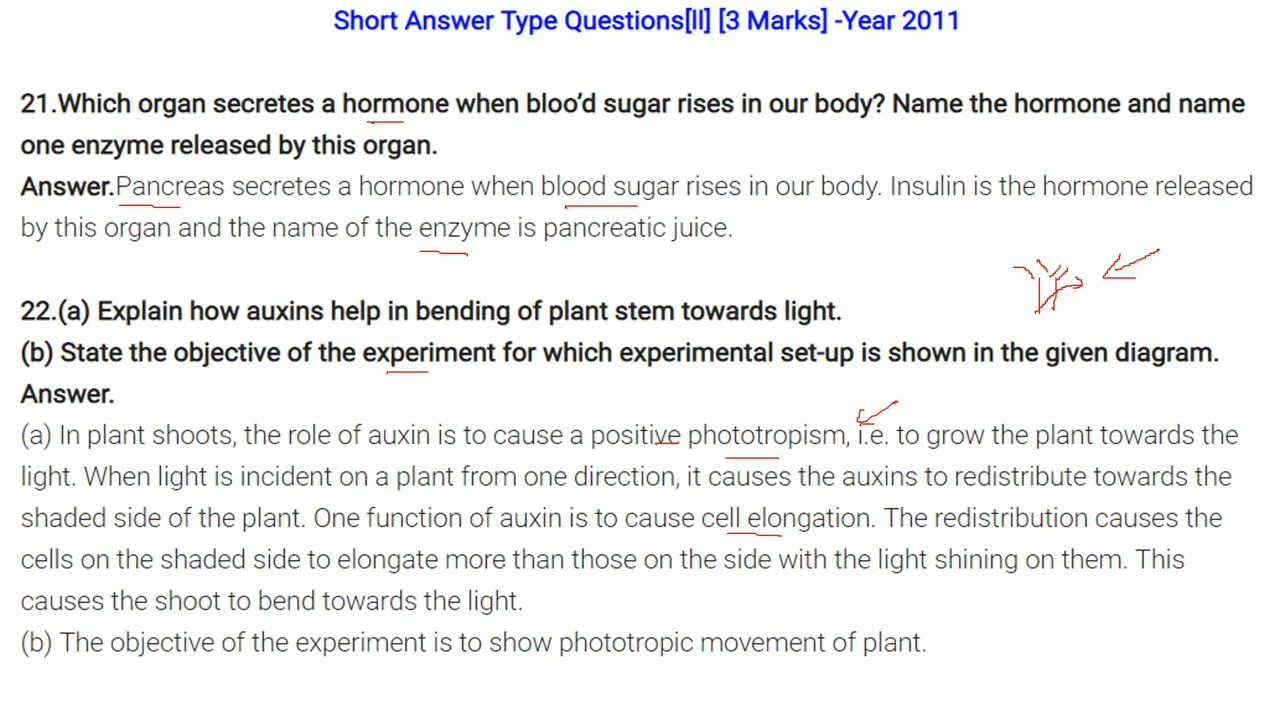 Short Answer Type Questions[II] [3 Marks] -Year 2011
21.Which organ secretes a hormone when bloo’d sugar rises in our body? Name the hormone and name
one enzyme released by this organ.
Answer.Pancreas secretes a hormone when blood sugar rises in our body. Insulin is the hormone released
by this organ and the name of the enzyme is pancreatic juice.
22.(a) Explain how auxins help in bending of plant stem towards light.
(b) State the objective of the experiment for which experimental set-up is shown in the given diagram.
Answer.
(a) In plant shoots, the role of auxin is to cause a positive phototropism, i.e. to grow the plant towards the
light. When light is incident on a plant from one direction, it causes the auxins to redistribute towards the
shaded side of the plant. One function of auxin is to cause cell elongation. The redistribution causes the
cells on the shaded side to elongate more than those on the side with the light shining on them. This
causes the shoot to bend towards the light.
(b) The objective of the experiment is to show phototropic movement of plant.